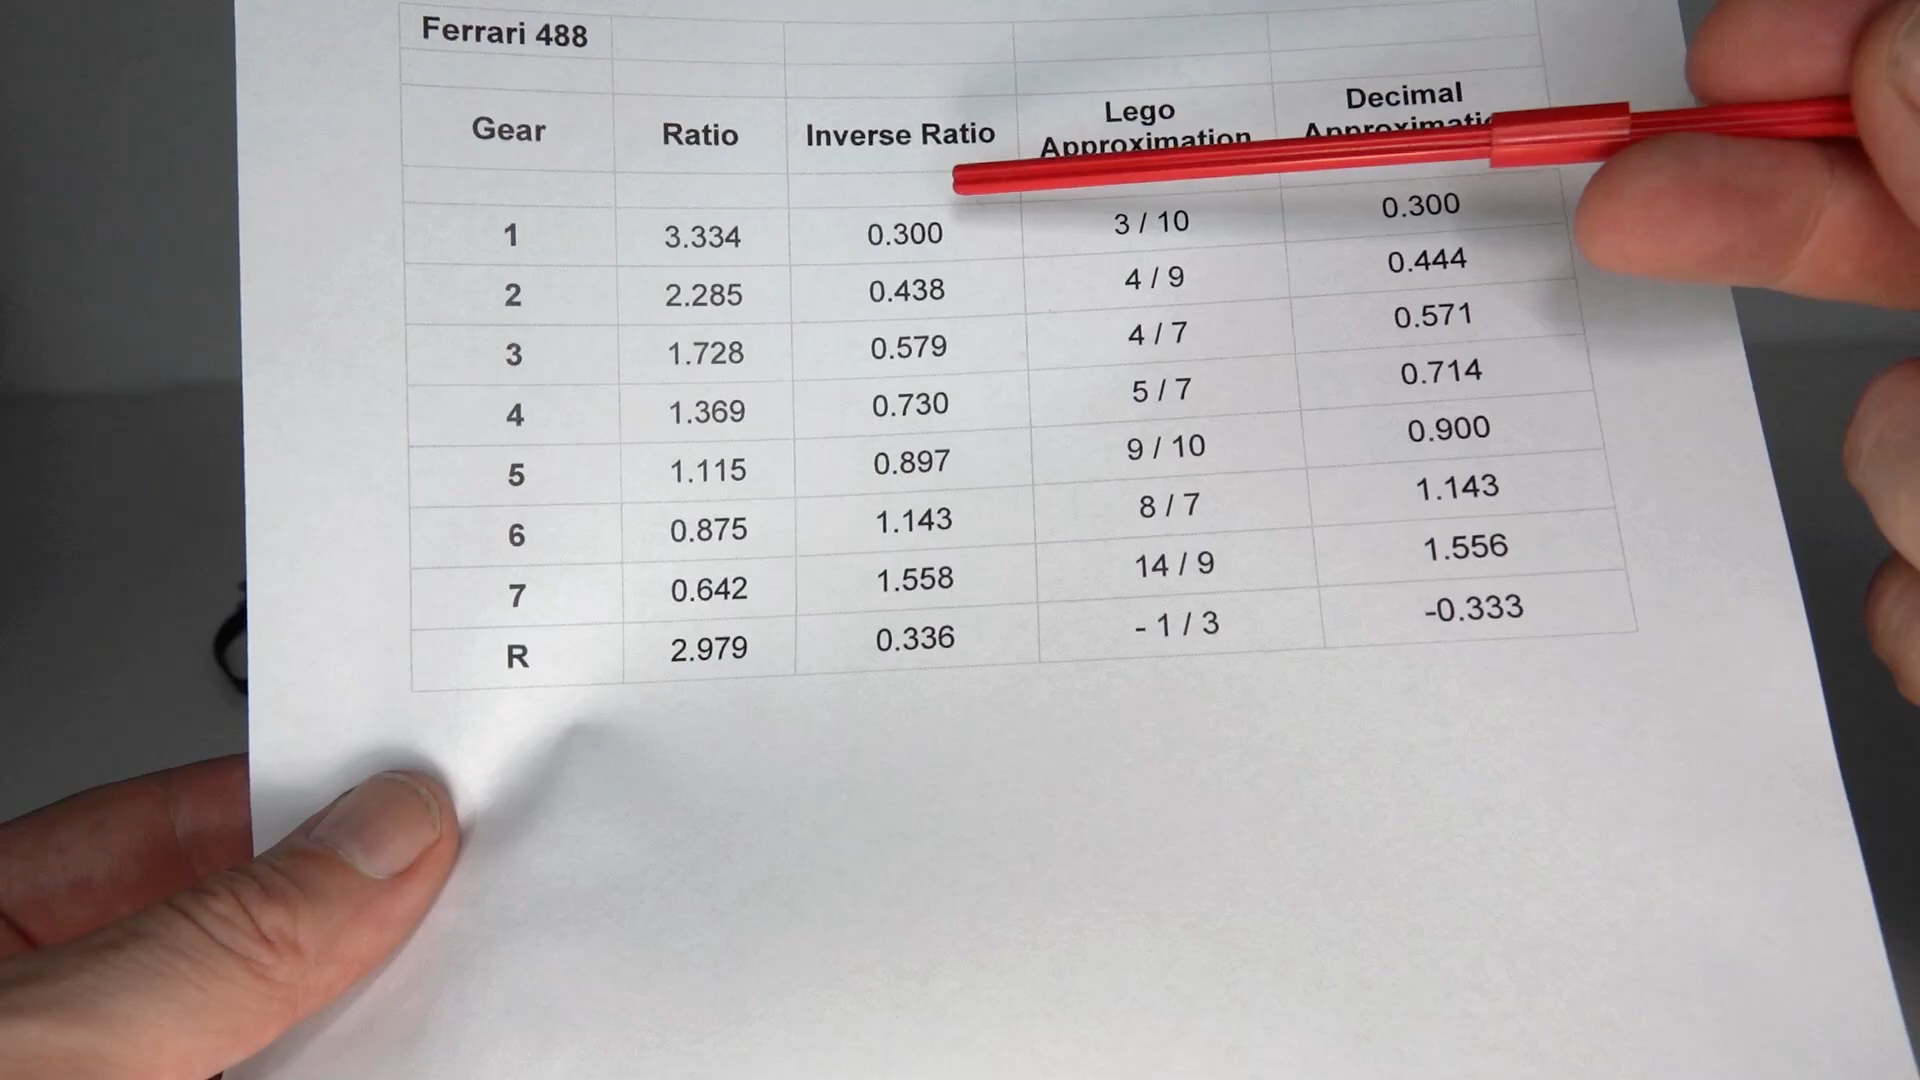 Ferrari 488
Gear Ratio Inverse Ratio Lego Approximation Decimal
1 3.334 0.300 3 / 10 0.300
2 2.285 0.438 4 / 9 0.444
3 1.728 0.579 4 / 7 0.571
4 1.369 0.730 5 / 7 0.714
5 1.115 0.897 9 / 10 0.900
6 0.875 1.143 8 / 7 1.143
7 0.642 1.558 14 / 9 1.556
R 2.979 0.336 - 1 / 3 -0.333